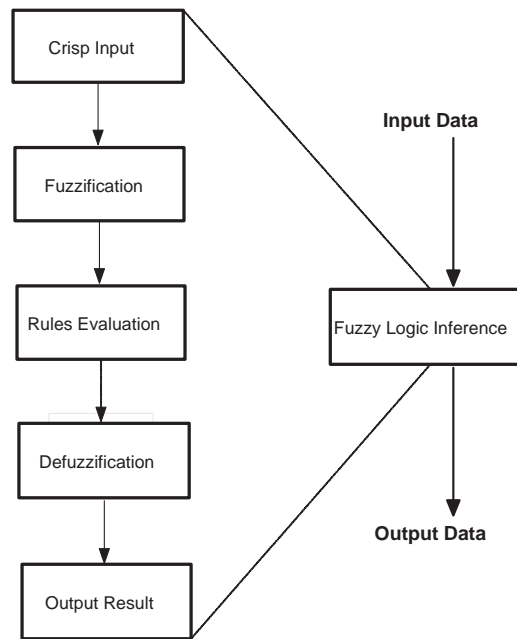 Crisp Input
Input Data
Fuzzification
Rules Evaluation
Fuzzy Logic Inference
Defuzzification
Output Data
Output Result